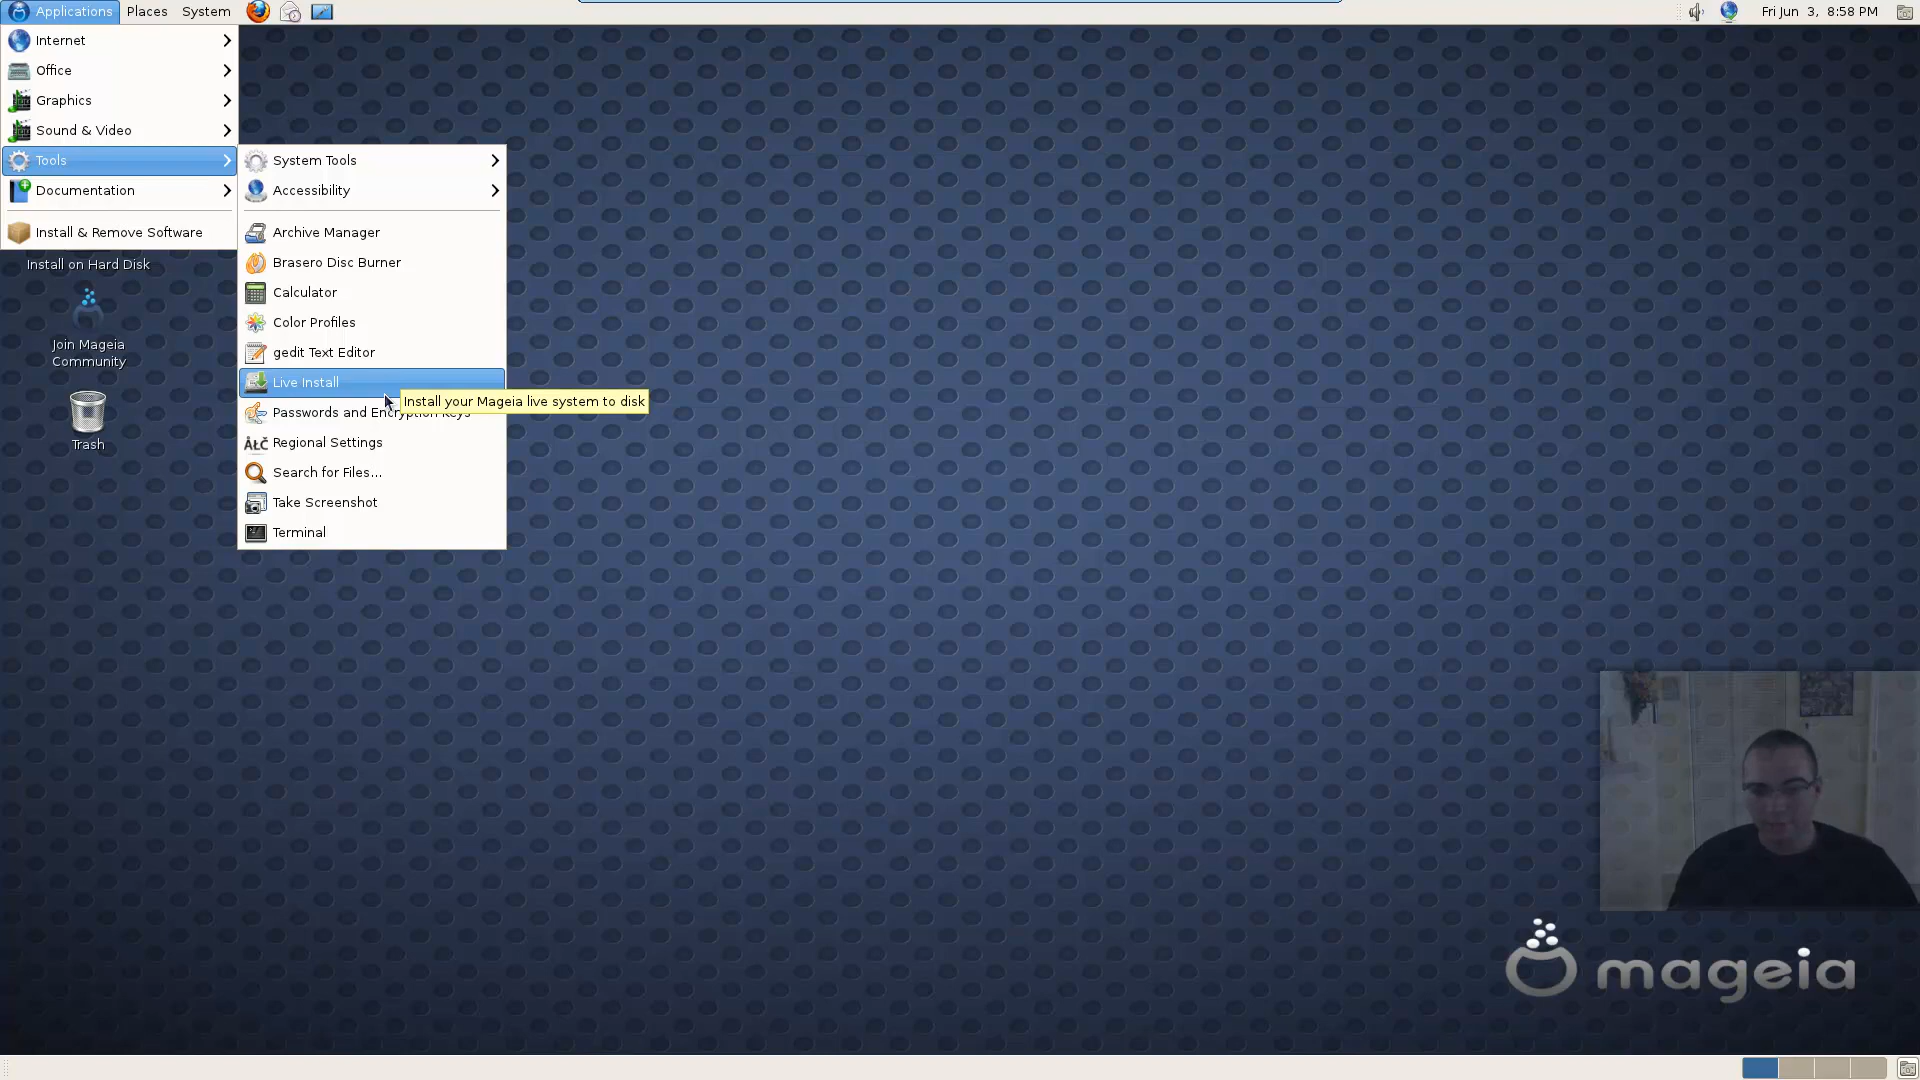 Applications Places System
Fri Jun 3, 8:58 PM
Internet
Office
Graphics
Sound & Video
Tools
Documentation
Install & Remove Software
System Tools
Accessibility
Archive Manager
Brasero Disc Burner
Calculator
Color Profiles
gedit Text Editor
Live Install
Install your Mageia live system to disk
Passwords and Encryption Keys
Regional Settings
Search for Files...
Take Screenshot
Terminal
Install on Hard Disk
Join Mageia
Community
Trash
mageia